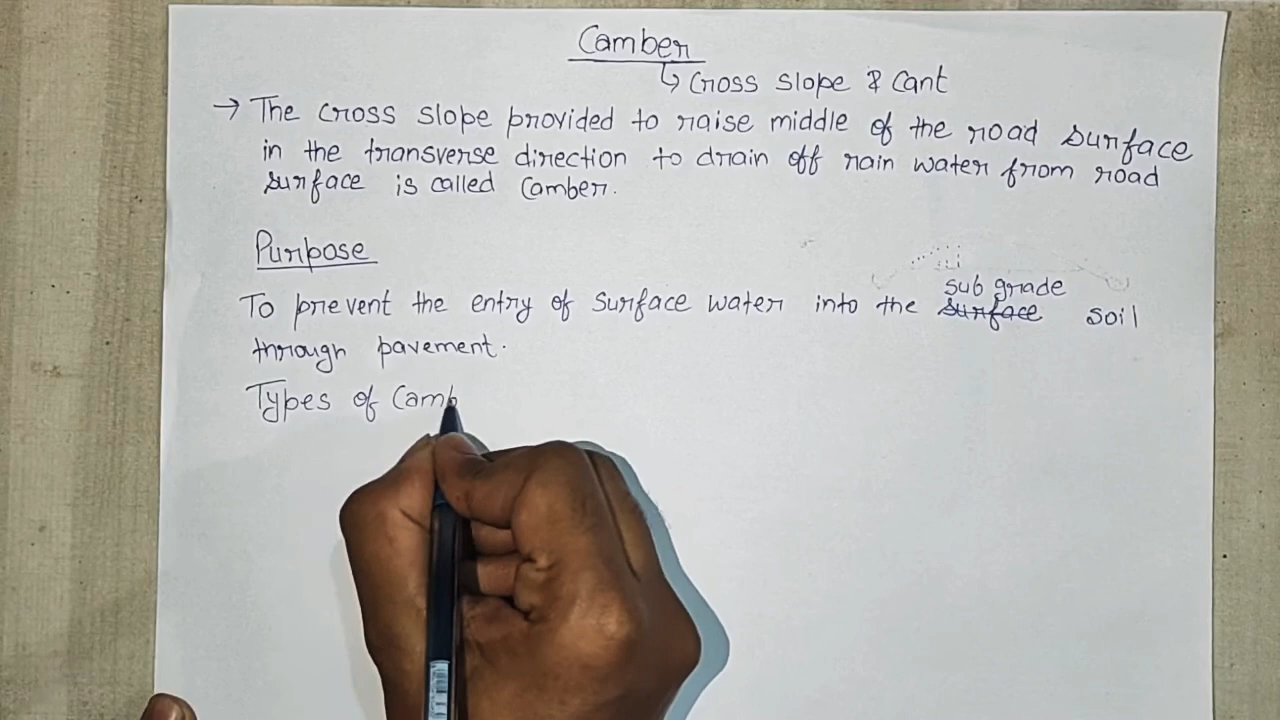 Camber
↳ Cross slope & Cant
→ The cross slope provided to raise middle of the road surface
in the transverse direction to drain off rain water from road
surface is called Camber.
Purpose
sub grade
To prevent the entry of surface water into the surface soil
through pavement.
Types of Camb